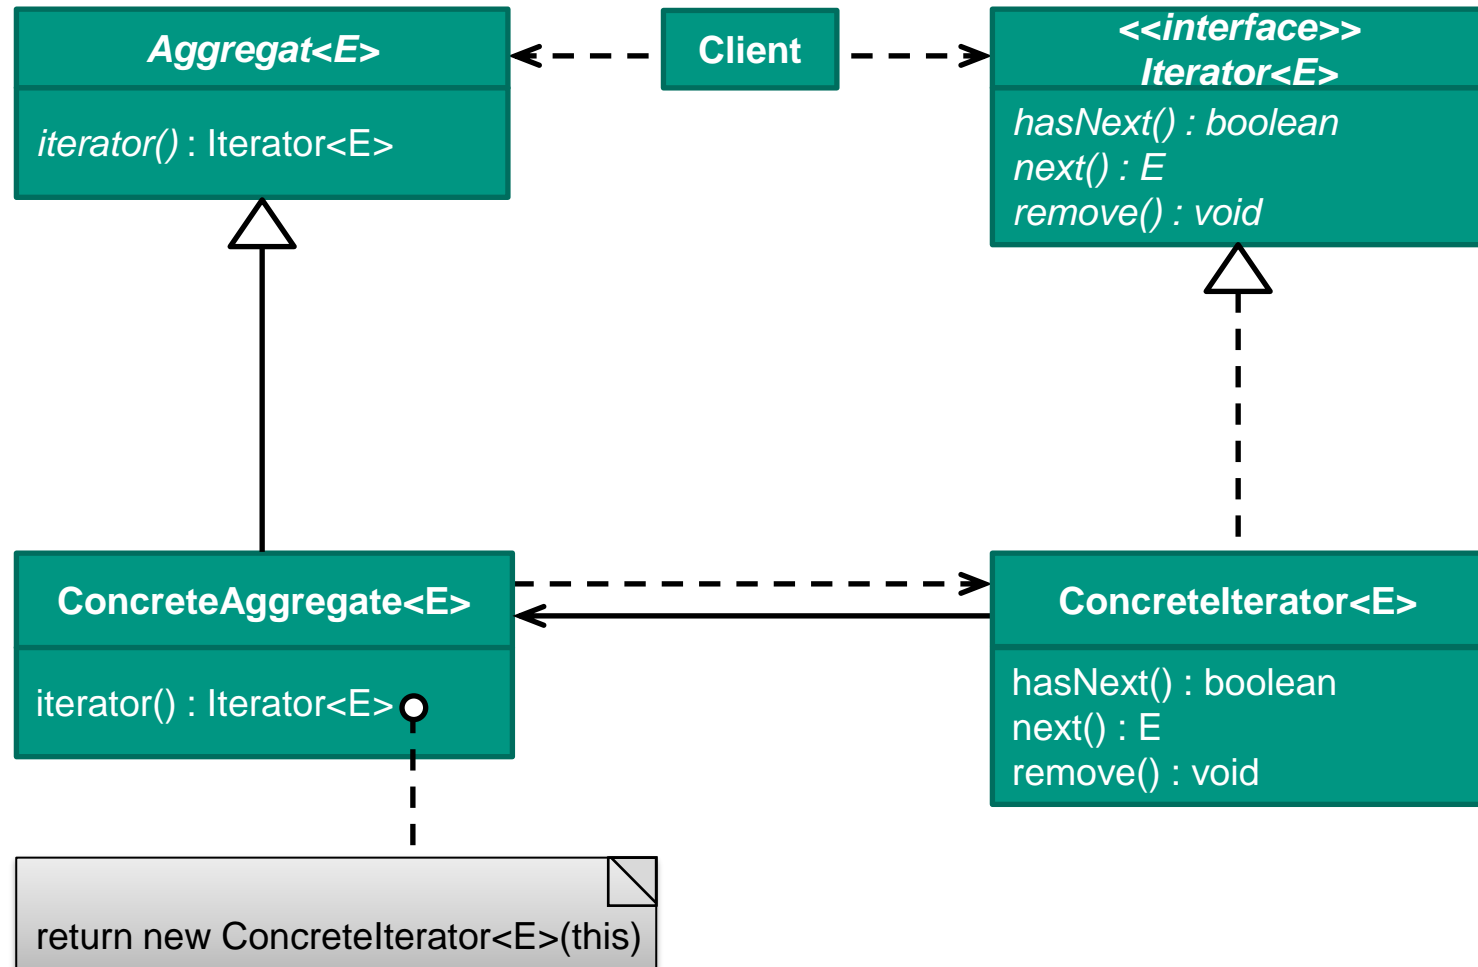 Aggregat<E>
iterator() : Iterator<E>
Client
<<interface>>
Iterator<E>
hasNext() : boolean
next() : E
remove() : void
ConcreteAggregate<E>
iterator() : Iterator<E>
ConcreteIterator<E>
hasNext() : boolean
next() : E
remove() : void
return new ConcreteIterator<E>(this)